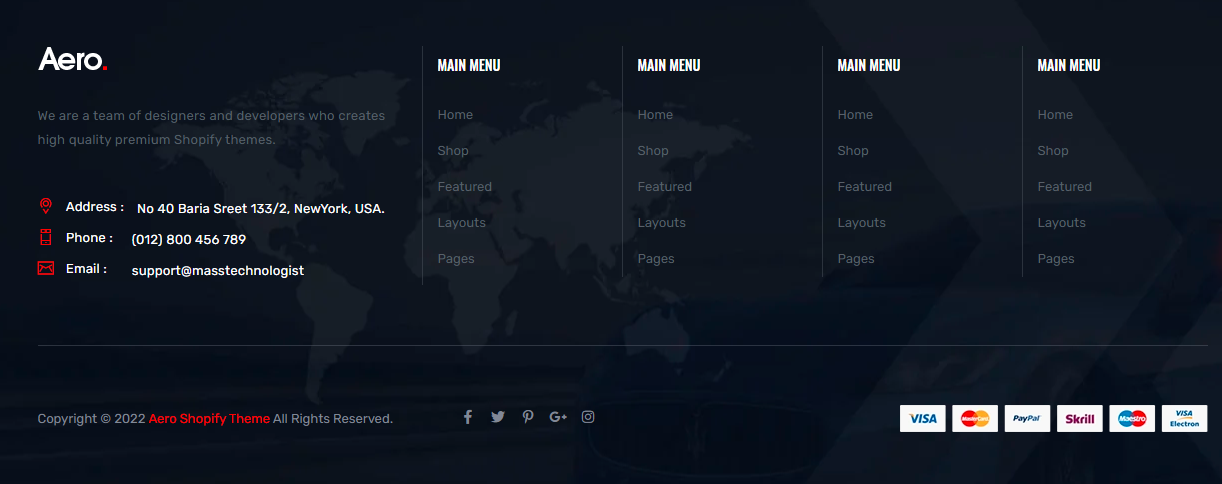 Aero.
We are a team of designers and developers who creates
high quality premium Shopify themes.
Address : No 40 Baria Sreet 133/2, NewYork, USA.
Phone : (012) 800 456 789
Email : support@masstechnologist
MAIN MENU
Home
Shop
Featured
Layouts
Pages
MAIN MENU
Home
Shop
Featured
Layouts
Pages
MAIN MENU
Home
Shop
Featured
Layouts
Pages
MAIN MENU
Home
Shop
Featured
Layouts
Pages
Copyright © 2022 Aero Shopify Theme All Rights Reserved.
VISA
MasterCard
PayPal
Skrill
Maestro
VISA
Electron